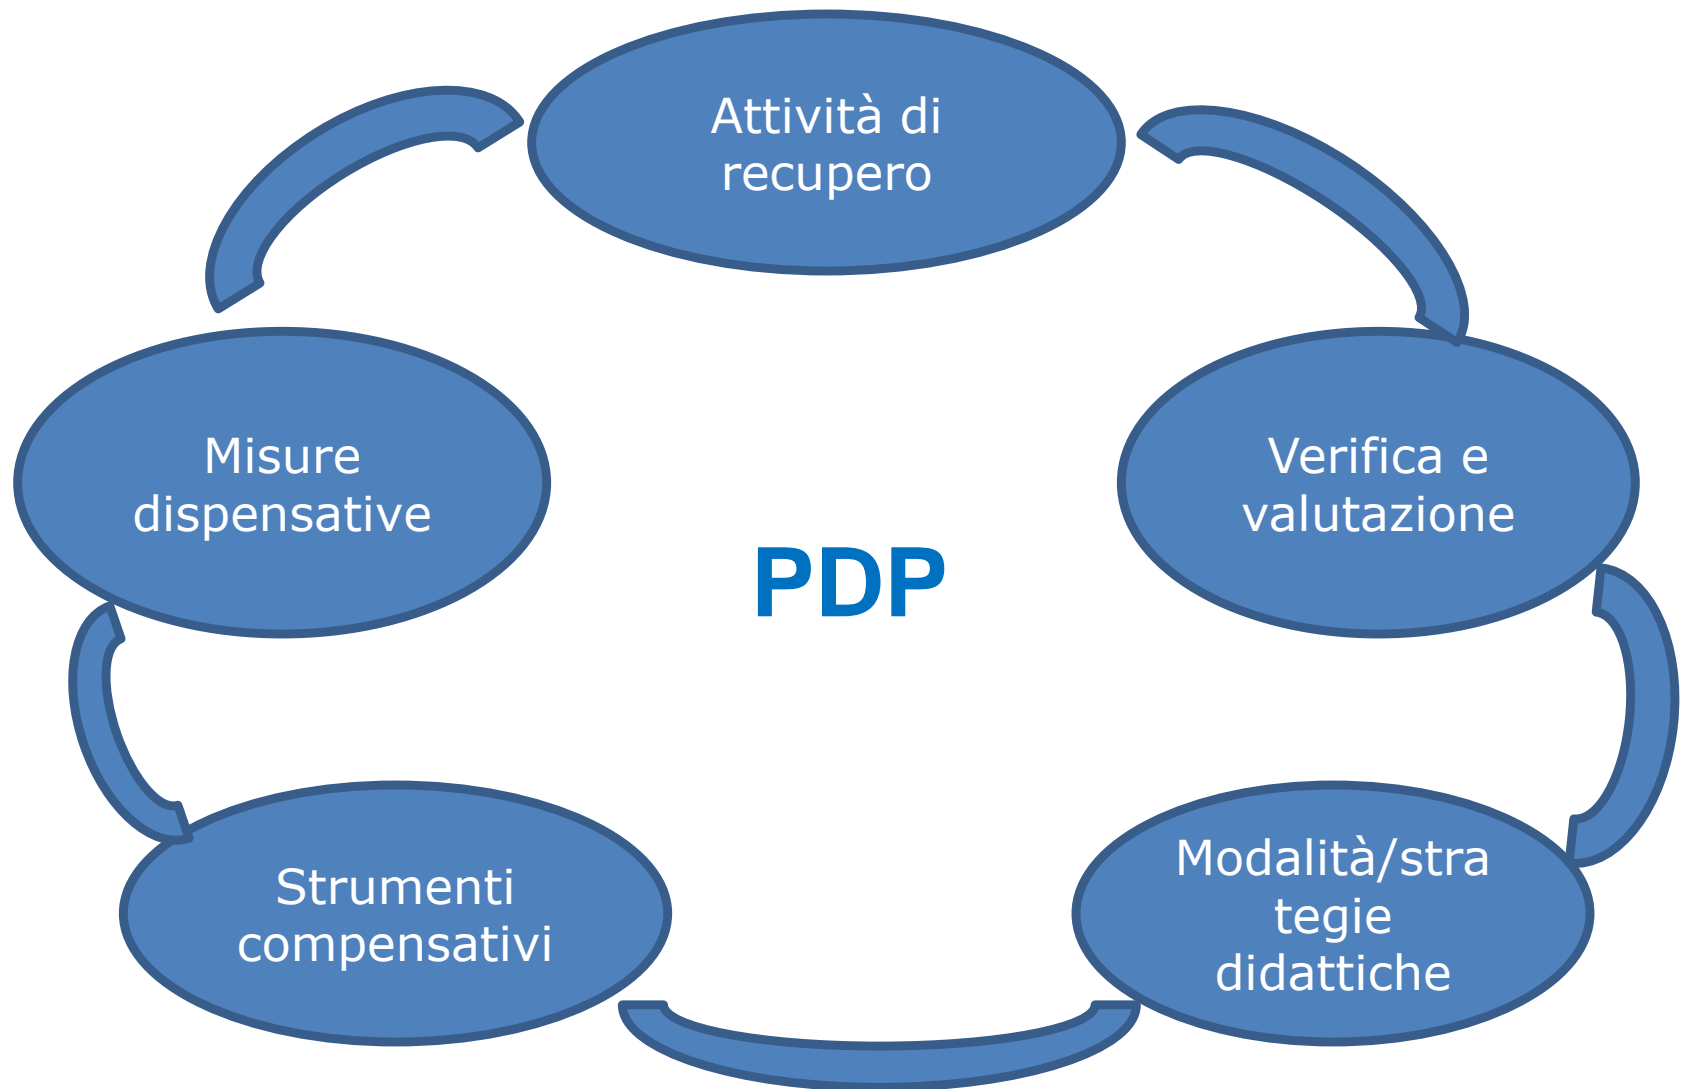 Attività di
recupero
Misure
dispensative
Verifica e
valutazione
PDP
Strumenti
compensativi
Modalità/stra
tegie
didattiche